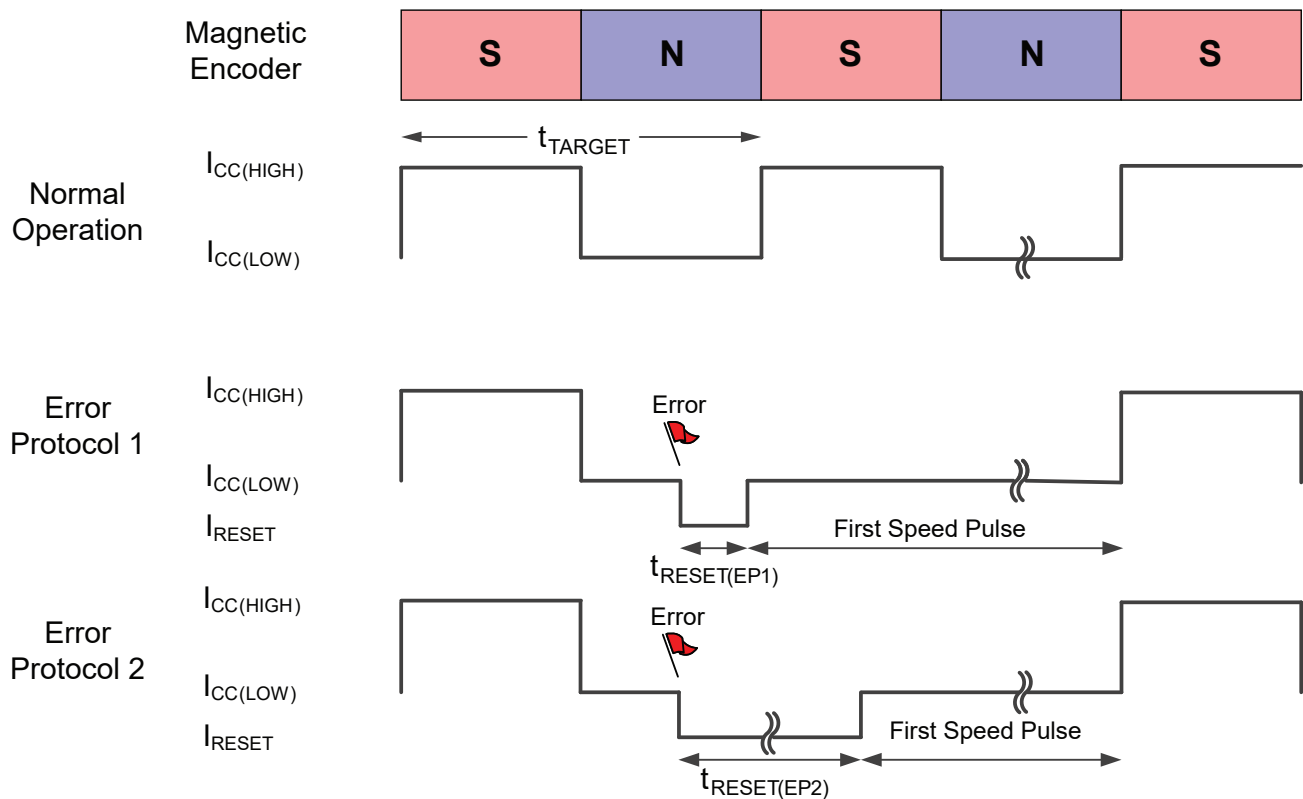 Magnetic
Encoder
S N S N S
tTARGET
Normal
Operation
ICC(HIGH)
ICC(LOW)
Error
Protocol 1
ICC(HIGH)
Error
ICC(LOW)
IRESET
First Speed Pulse
tRESET(EP1)
Error
Protocol 2
ICC(HIGH)
Error
ICC(LOW)
IRESET
First Speed Pulse
tRESET(EP2)